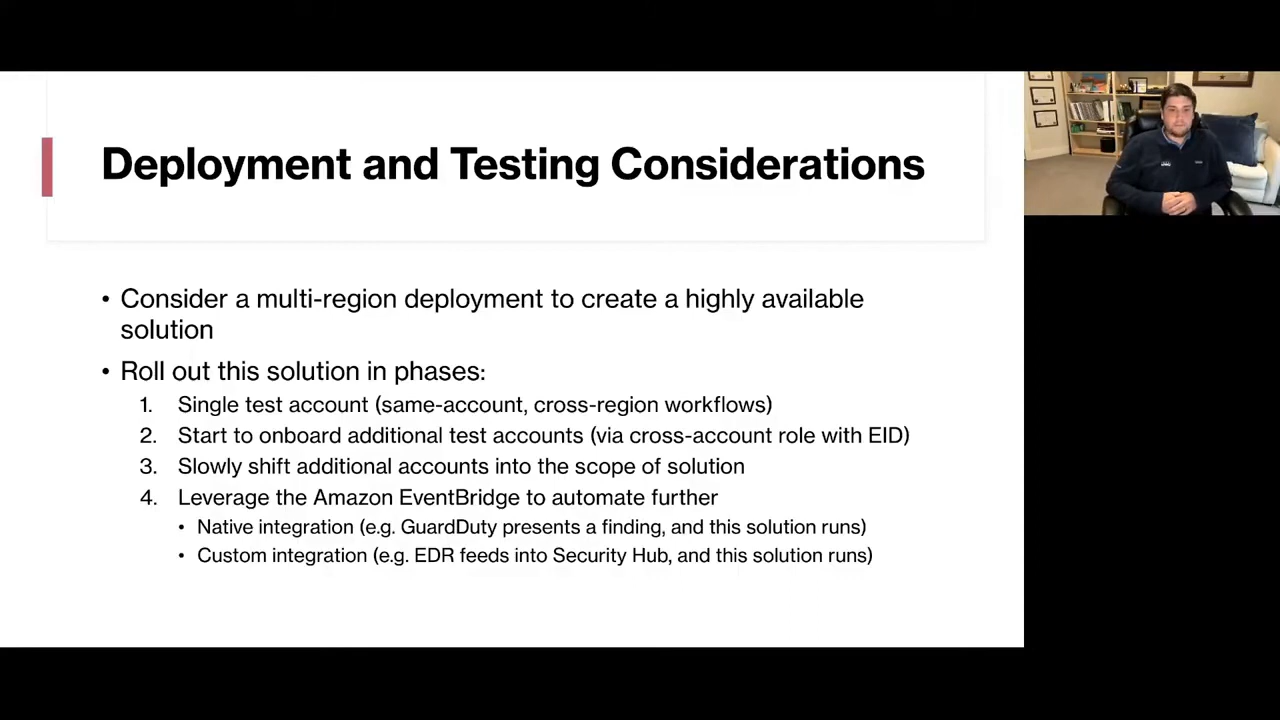 Deployment and Testing Considerations
• Consider a multi-region deployment to create a highly available
solution
• Roll out this solution in phases:
1. Single test account (same-account, cross-region workflows)
2. Start to onboard additional test accounts (via cross-account role with EID)
3. Slowly shift additional accounts into the scope of solution
4. Leverage the Amazon EventBridge to automate further
• Native integration (e.g. GuardDuty presents a finding, and this solution runs)
• Custom integration (e.g. EDR feeds into Security Hub, and this solution runs)